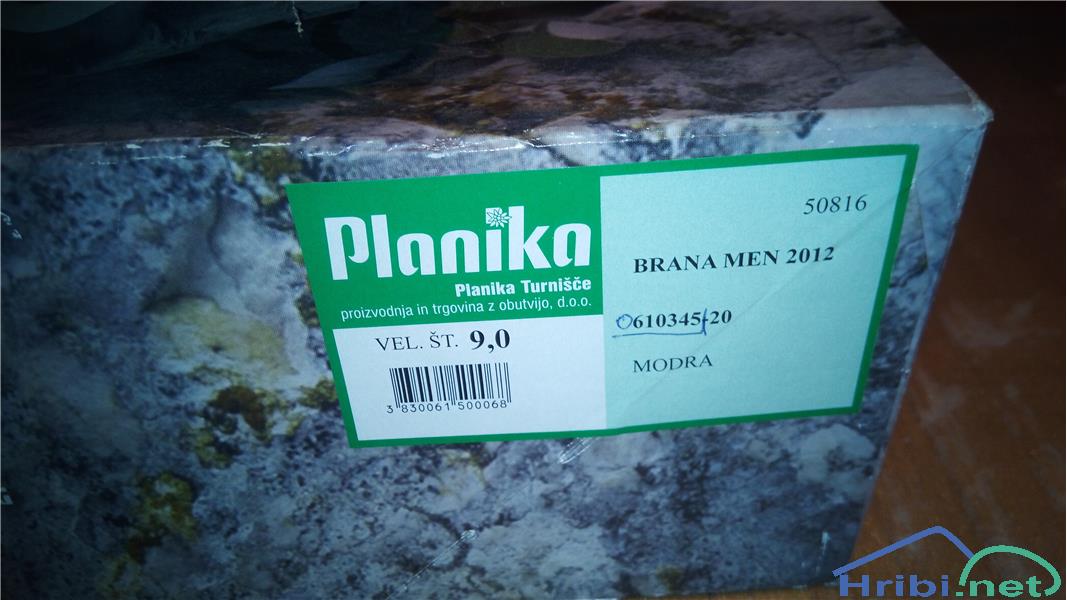 Planika
Planika Turnišče
proizvodnja in trgovina z obutvijo, d.o.o.
VEL. ŠT. 9,0
3 830061 500068
50816
BRANA MEN 2012
0610345-20
MODRA
Hribi.net